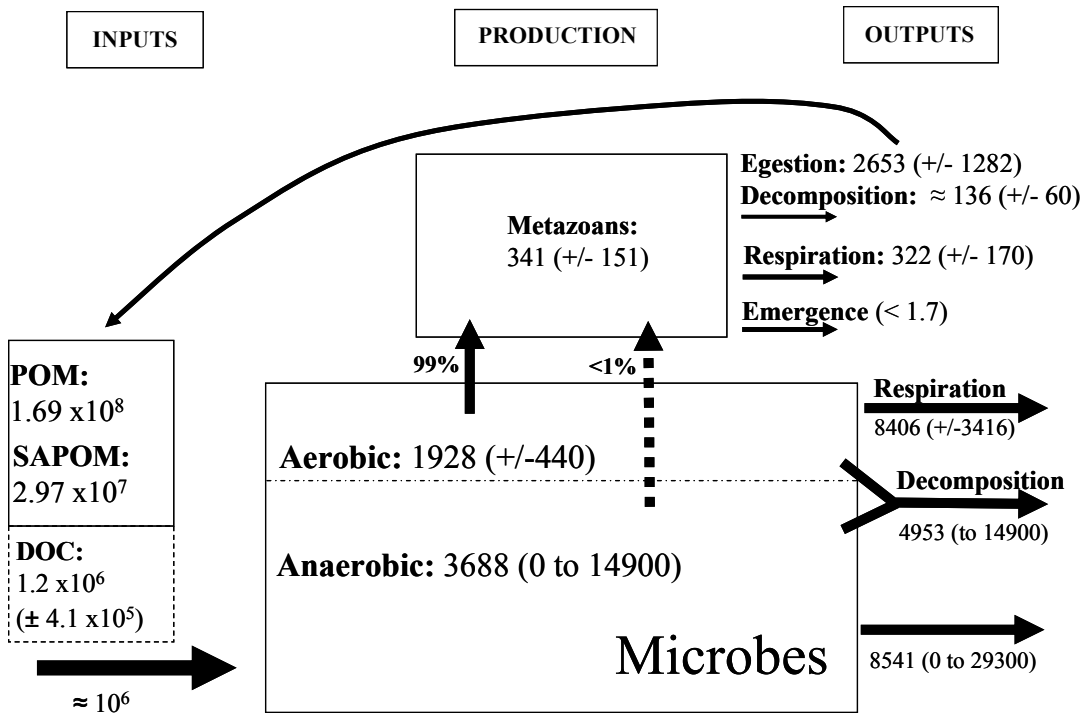 INPUTS
PRODUCTION
OUTPUTS
Egestion: 2653 (+/- 1282)
Decomposition: ≈ 136 (+/- 60)
Metazoans:
341 (+/- 151)
Respiration: 322 (+/- 170)
Emergence (< 1.7)
99%
<1%
POM:
1.69 x10⁸
SAPOM:
2.97 x10⁷
DOC:
1.2 x10⁶
(± 4.1 x10⁵)
≈ 10⁶
Aerobic: 1928 (+/-440)
Anaerobic: 3688 (0 to 14900)
Microbes
Respiration
8406 (+/-3416)
Decomposition
4953 (to 14900)
8541 (0 to 29300)